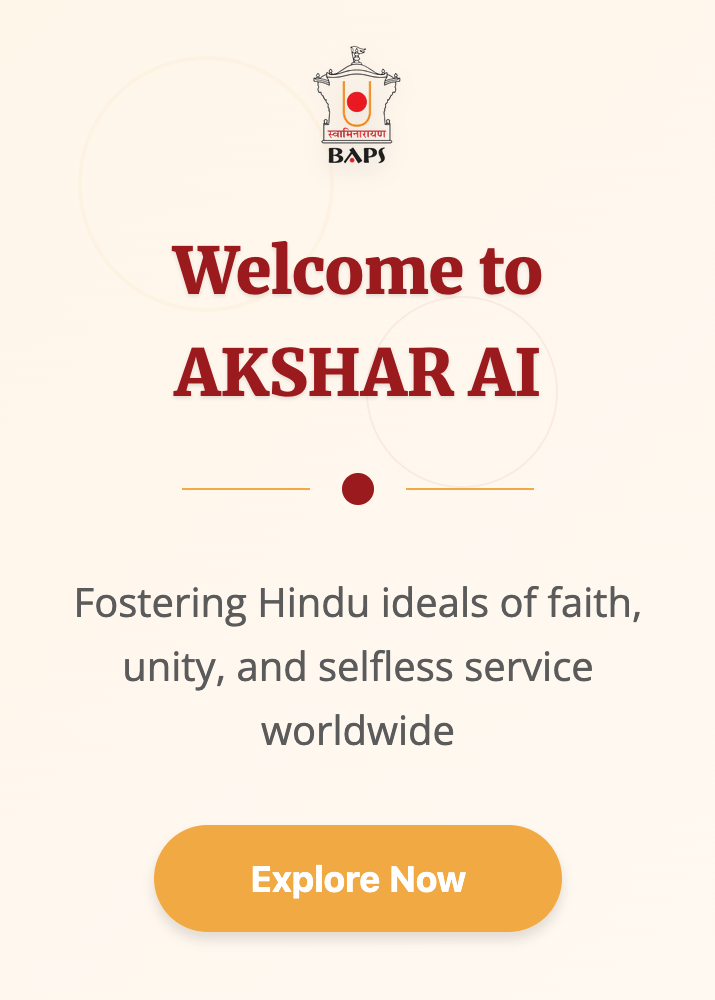 स्वामिनारायण
BAPS
Welcome to
AKSHAR AI
Fostering Hindu ideals of faith,
unity, and selfless service
worldwide
Explore Now